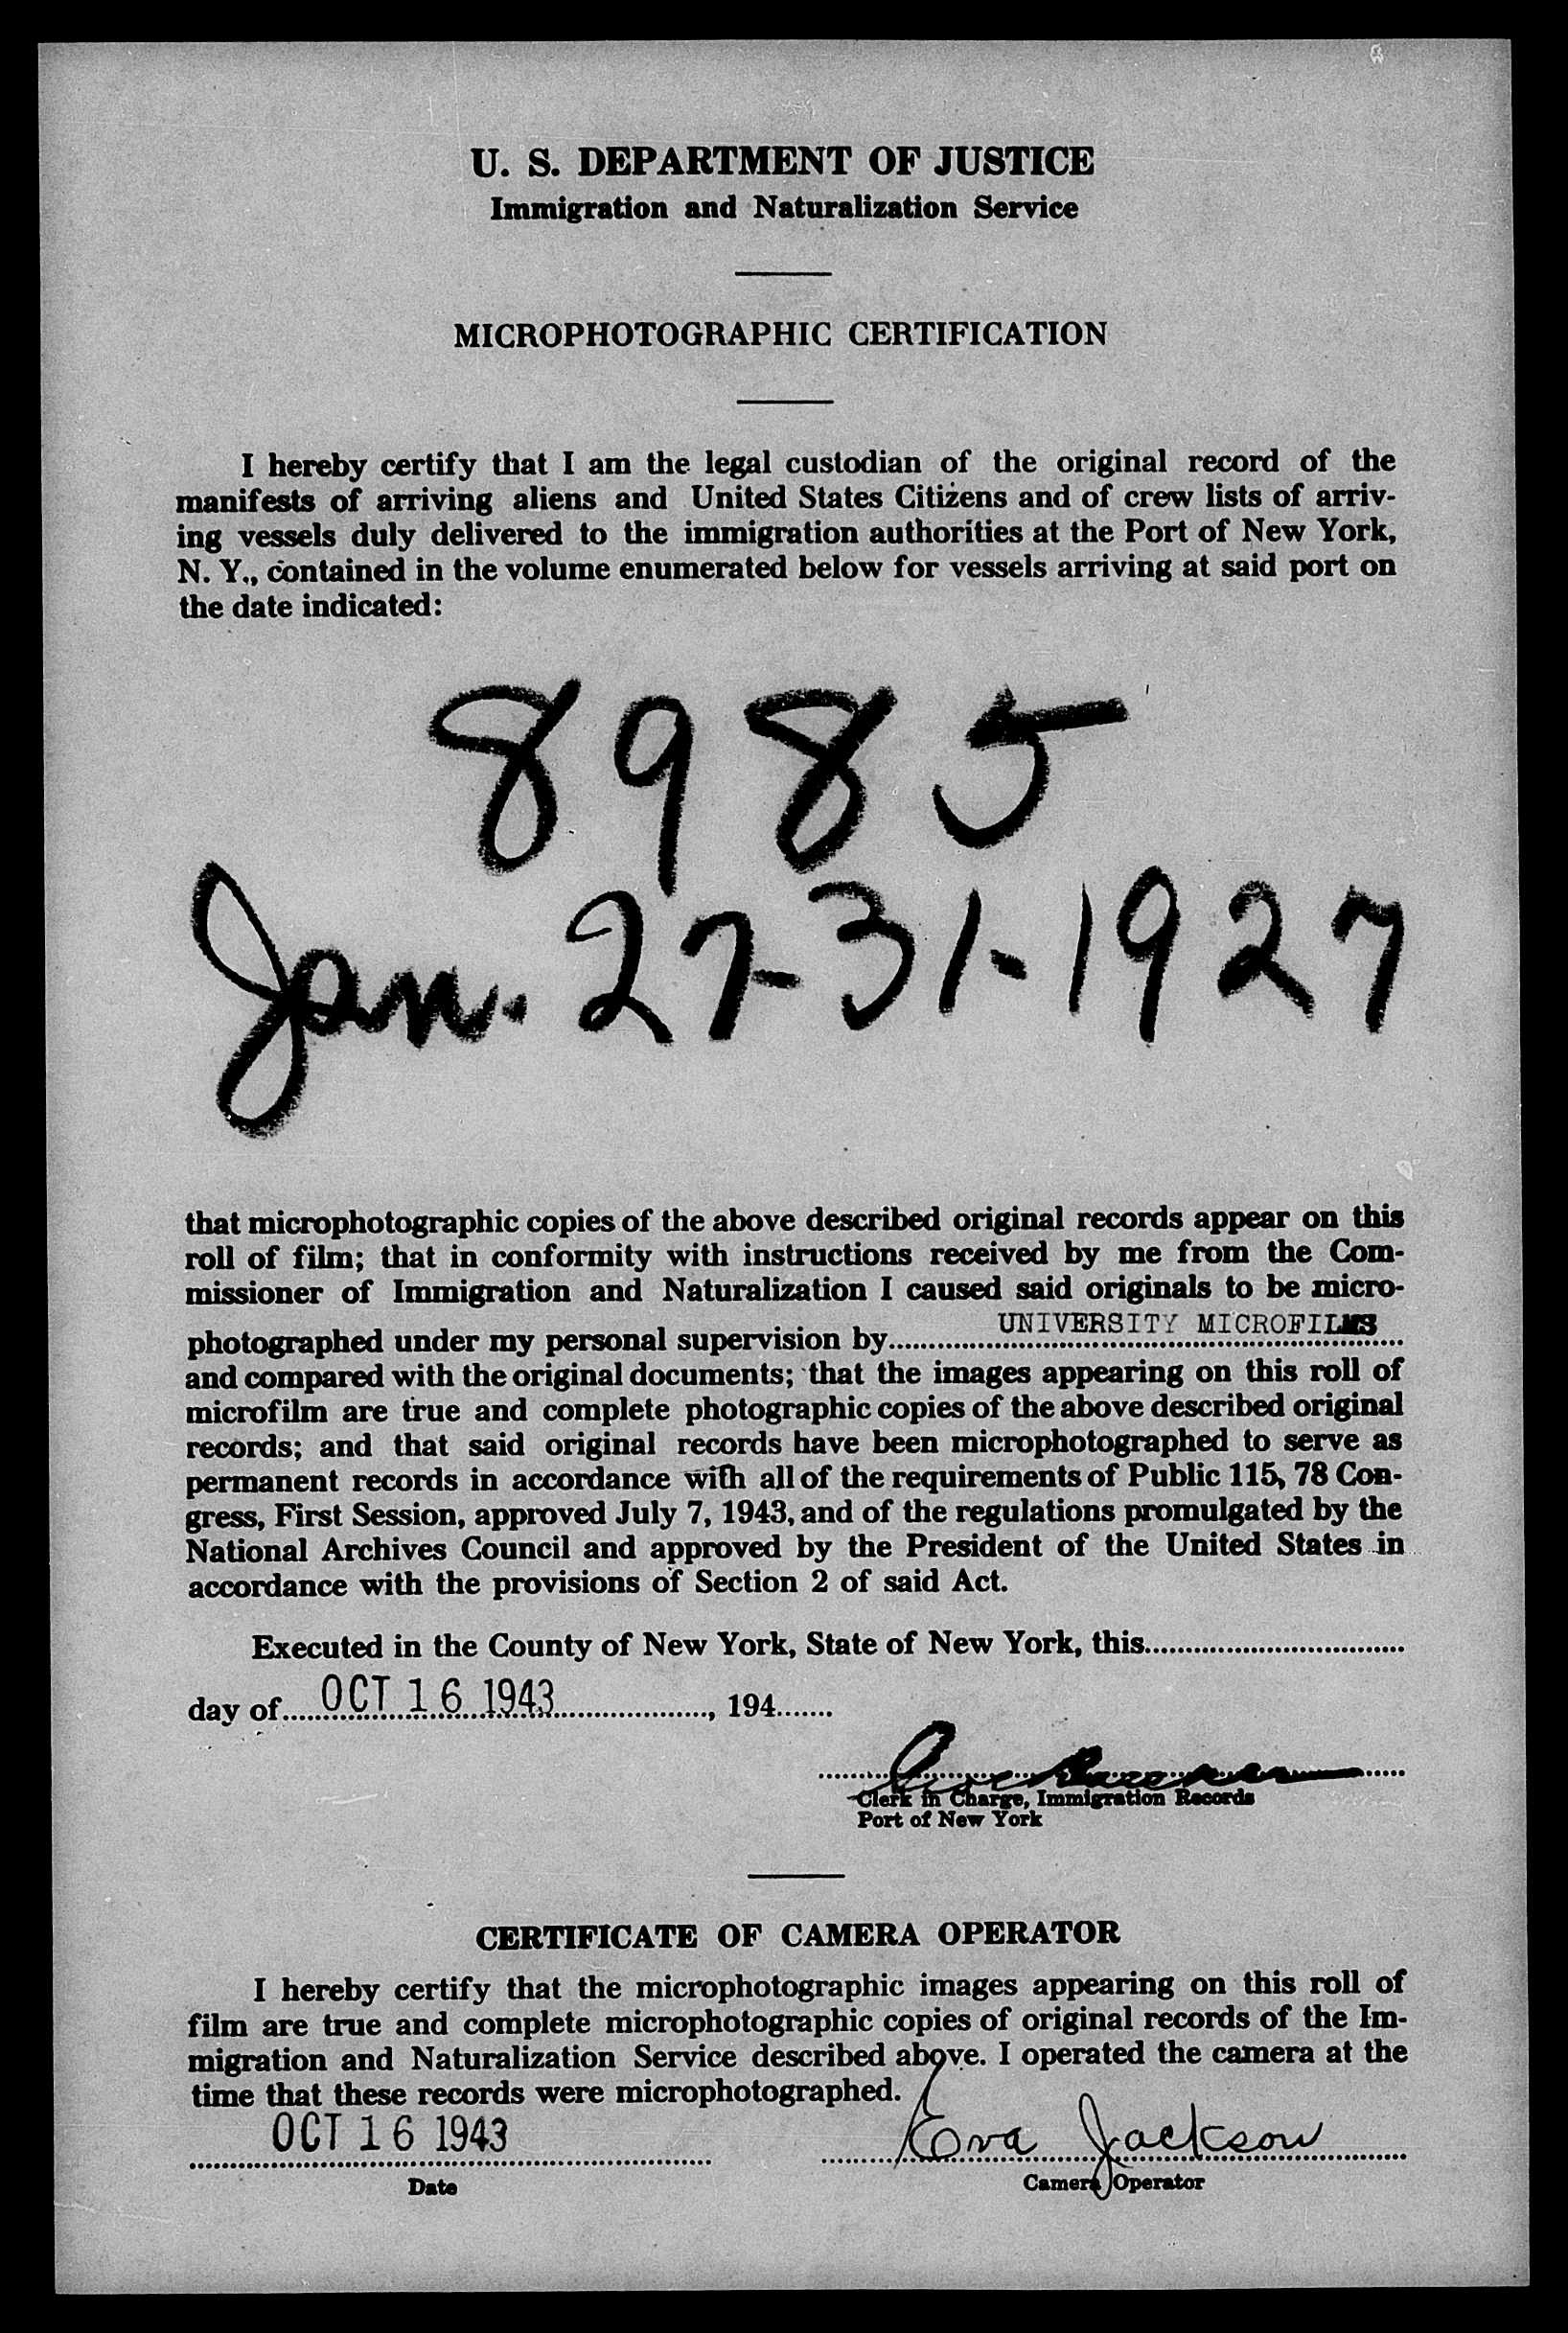 U. S. DEPARTMENT OF JUSTICE
Immigration and Naturalization Service
MICROPHOTOGRAPHIC CERTIFICATION
I hereby certify that I am the legal custodian of the original record of the
manifests of arriving aliens and United States Citizens and of crew lists of arriv-
ing vessels duly delivered to the immigration authorities at the Port of New York,
N. Y., contained in the volume enumerated below for vessels arriving at said port on
the date indicated:
8985
Jan. 27-31-1927
that microphotographic copies of the above described original records appear on this
roll of film; that in conformity with instructions received by me from the Com-
missioner of Immigration and Naturalization I caused said originals to be micro-
photographed under my personal supervision by UNIVERSITY MICROFILMS
and compared with the original documents; that the images appearing on this roll of
microfilm are true and complete photographic copies of the above described original
records; and that said original records have been microphotographed to serve as
permanent records in accordance with all of the requirements of Public 115, 78 Con-
gress, First Session, approved July 7, 1943, and of the regulations promulgated by the
National Archives Council and approved by the President of the United States in
accordance with the provisions of Section 2 of said Act.
Executed in the County of New York, State of New York, this
day of OCT 16 1943, 194
Clerk in Charge, Immigration Records
Port of New York
CERTIFICATE OF CAMERA OPERATOR
I hereby certify that the microphotographic images appearing on this roll of
film are true and complete microphotographic copies of original records of the Im-
migration and Naturalization Service described above. I operated the camera at the
time that these records were microphotographed.
OCT 16 1943 Eva Jackson
Date Camera Operator